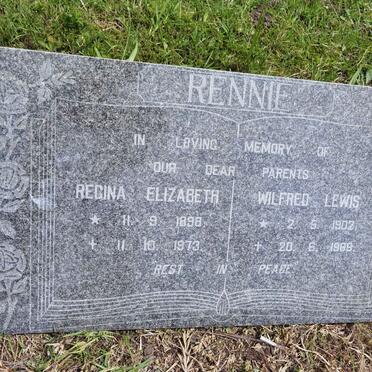 RENNIE
IN LOVING MEMORY OF
OUR DEAR PARENTS
REGINA ELIZABETH
* 11. 9. 1898.
+ 11. 10. 1973.
WILFRED LEWIS
* 2. 5. 1902.
+ 20. 6. 1989.
REST IN PEACE.